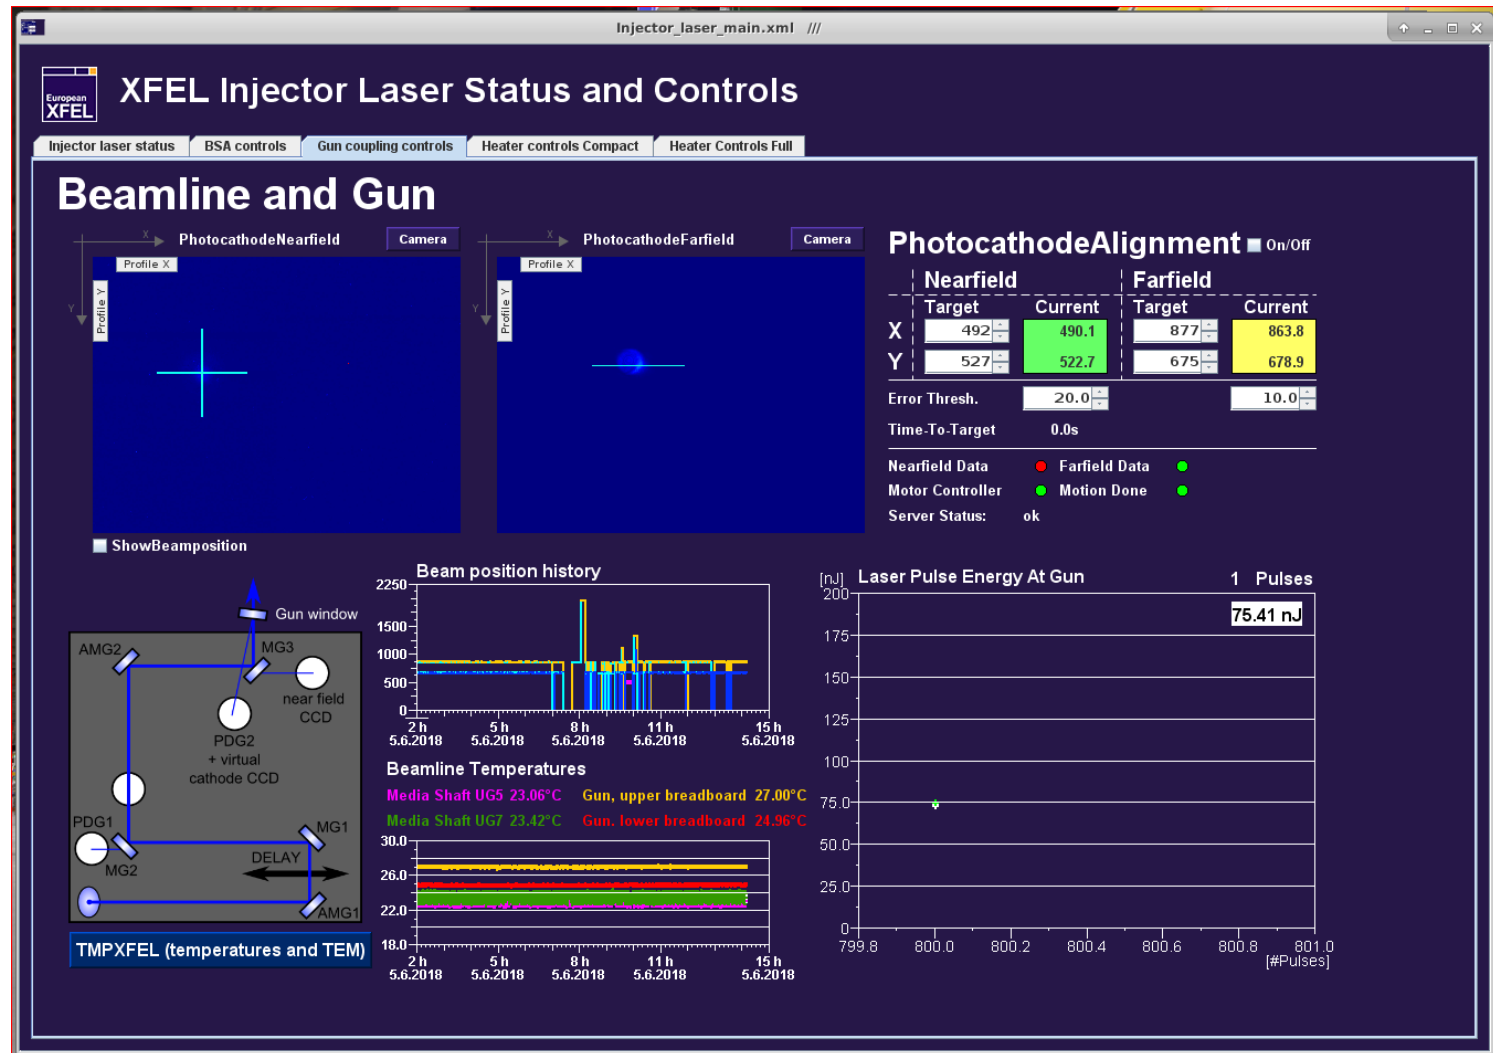 Injector_laser_main.xml ///
European
XFEL
XFEL Injector Laser Status and Controls
Injector laser status
BSA controls
Gun coupling controls
Heater controls Compact
Heater Controls Full
Beamline and Gun
X PhotocathodeNearfield Camera
Profile X
Y Profile Y
X PhotocathodeFarfield Camera
Profile X
Y Profile Y
ShowBeamposition
PhotocathodeAlignment On/Off
Nearfield Farfield
Target Current Target Current
X 492 490.1 877 863.8
Y 527 522.7 675 678.9
Error Thresh. 20.0 10.0
Time-To-Target 0.0s
Nearfield Data Farfield Data
Motor Controller Motion Done
Server Status: ok
Gun window
AMG2
MG3
near field
CCD
PDG2
+ virtual
cathode CCD
PDG1
MG1
MG2
DELAY
AMG1
TMPXFEL (temperatures and TEM)
Beam position history
2250
1500
1000
500
0
2 h 5 h 8 h 11 h 15 h
5.6.2018 5.6.2018 5.6.2018 5.6.2018 5.6.2018
Beamline Temperatures
Media Shaft UG5 23.06°C Gun, upper breadboard 27.00°C
Media Shaft UG7 23.42°C Gun. lower breadboard 24.96°C
30.0
26.0
22.0
18.0
2 h 5 h 8 h 11 h 15 h
5.6.2018 5.6.2018 5.6.2018 5.6.2018 5.6.2018
[nJ] Laser Pulse Energy At Gun 1 Pulses
75.41 nJ
200
175
150
125
100
75.0
50.0
25.0
0
799.8 800.0 800.2 800.4 800.6 800.8 801.0
[#Pulses]